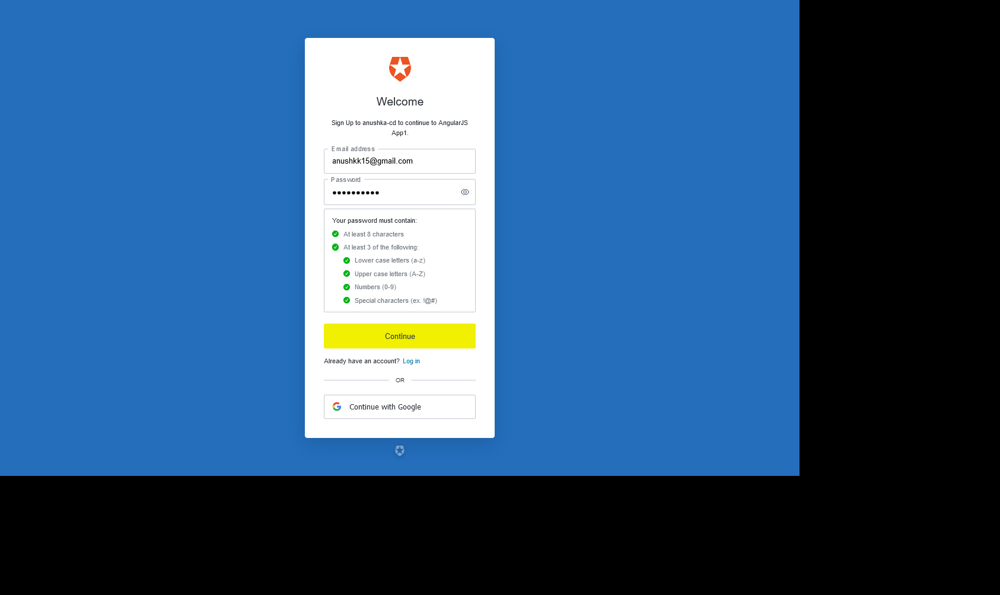 Welcome
Sign Up to anushka-cd to continue to AngularJS
App1.
Email address
anushkk15@gmail.com
Password
●●●●●●●●●●
Your password must contain:
At least 8 characters
At least 3 of the following:
Lower case letters (a-z)
Upper case letters (A-Z)
Numbers (0-9)
Special characters (ex. !@#)
Continue
Already have an account? Log in
OR
Continue with Google